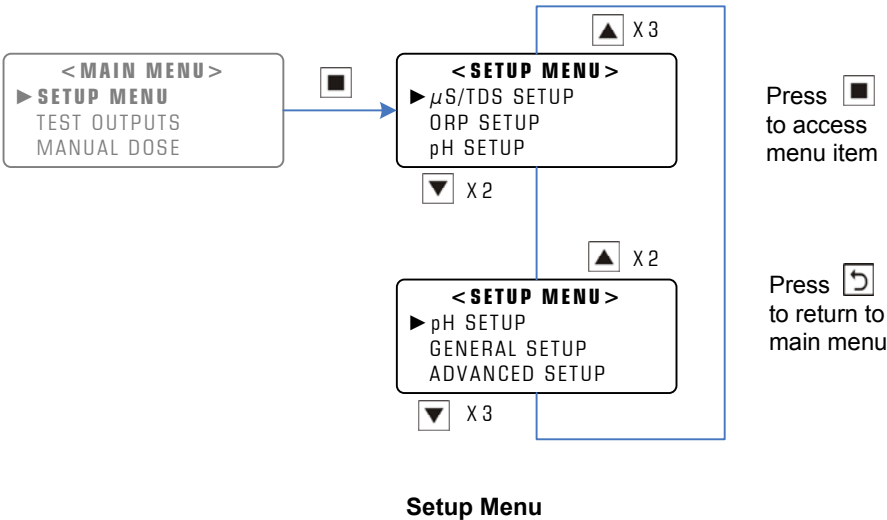 X 3
<MAIN MENU>
►SETUP MENU
TEST OUTPUTS
MANUAL DOSE
<SETUP MENU>
►μS/TDS SETUP
ORP SETUP
pH SETUP
X 2
Press
to access
menu item
X 2
<SETUP MENU>
►pH SETUP
GENERAL SETUP
ADVANCED SETUP
X 3
Press
to return to
main menu
Setup Menu